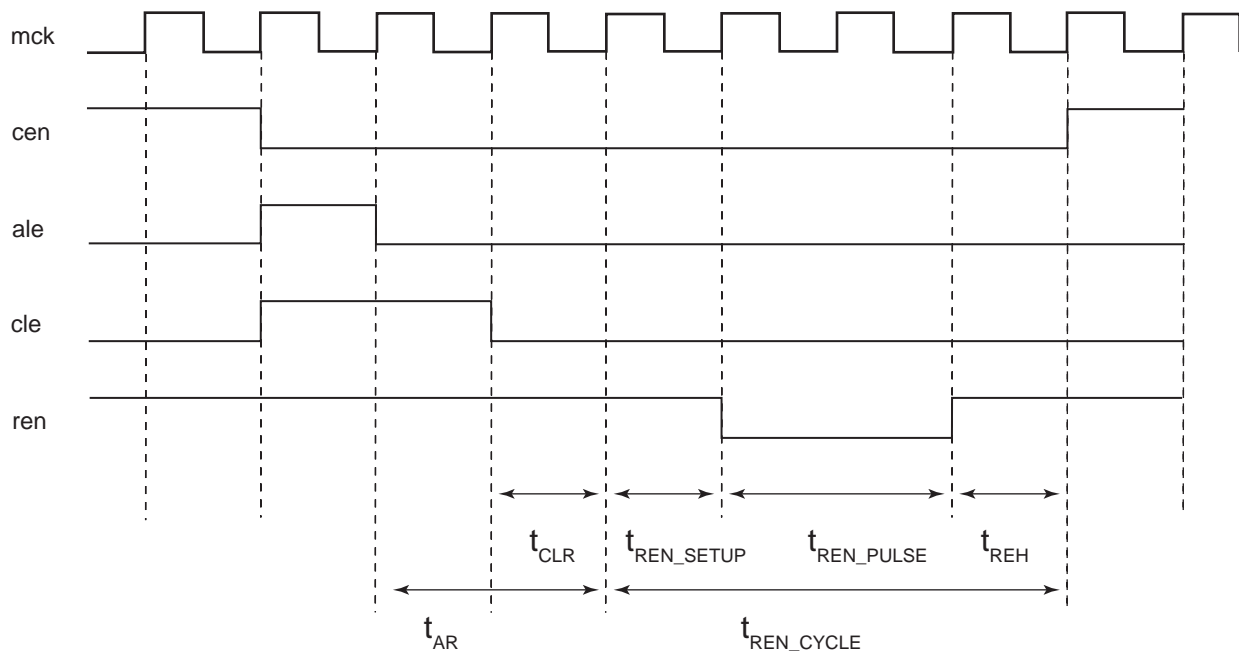 mck
cen
ale
cle
ren
tCLR tREN_SETUP tREN_PULSE tREH
tAR tREN_CYCLE